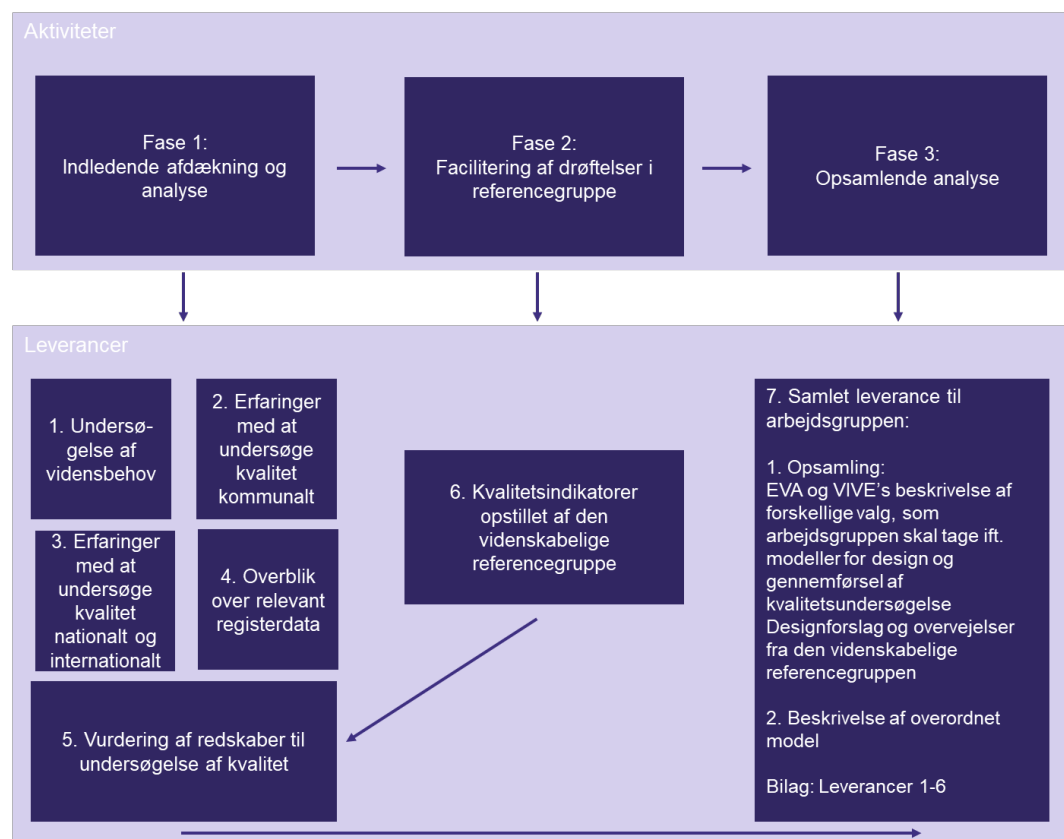 Aktiviteter
Fase 1:
Indledende afdækning og
analyse
Fase 2:
Facilitering af drøftelser i
referencegruppe
Fase 3:
Opsamlende analyse
Leverancer
1. Undersø-
gelse af
vidensbehov
2. Erfaringer
med at
undersøge
kvalitet
kommunalt
3. Erfaringer
med at
undersøge
kvalitet
nationalt og
internationalt
4. Overblik
over relevant
registerdata
5. Vurdering af redskaber til
undersøgelse af kvalitet
6. Kvalitetsindikatorer
opstillet af den
videnskabelige
referencegruppe
7. Samlet leverance til
arbejdsgruppen:
1. Opsamling:
EVA og VIVE's beskrivelse af
forskellige valg, som
arbejdsgruppen skal tage ift.
modeller for design og
gennemførsel af
kvalitetsundersøgelse
Designforslag og overvejelser
fra den videnskabelige
referencegruppen
2. Beskrivelse af overordnet
model
Bilag: Leverancer 1-6